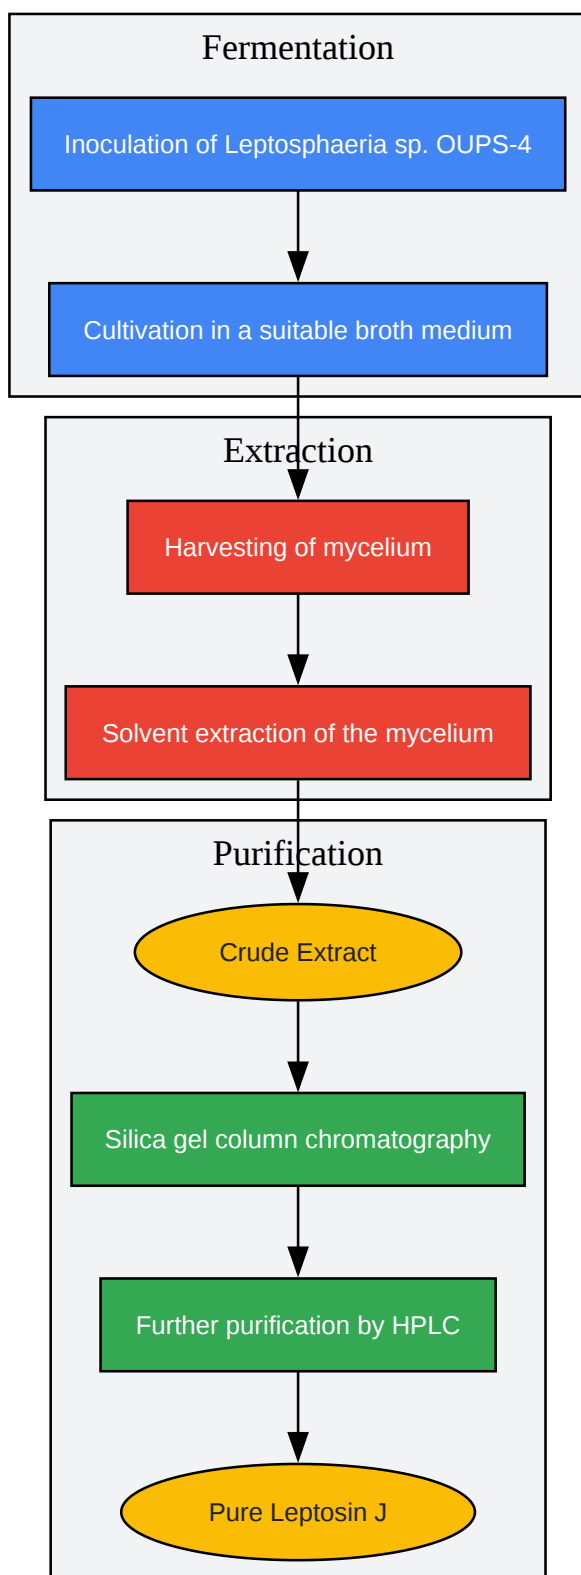 Fermentation
Inoculation of Leptosphaeria sp. OUPS-4
Cultivation in a suitable broth medium
Extraction
Harvesting of mycelium
Solvent extraction of the mycelium
Purification
Crude Extract
Silica gel column chromatography
Further purification by HPLC
Pure Leptosin J